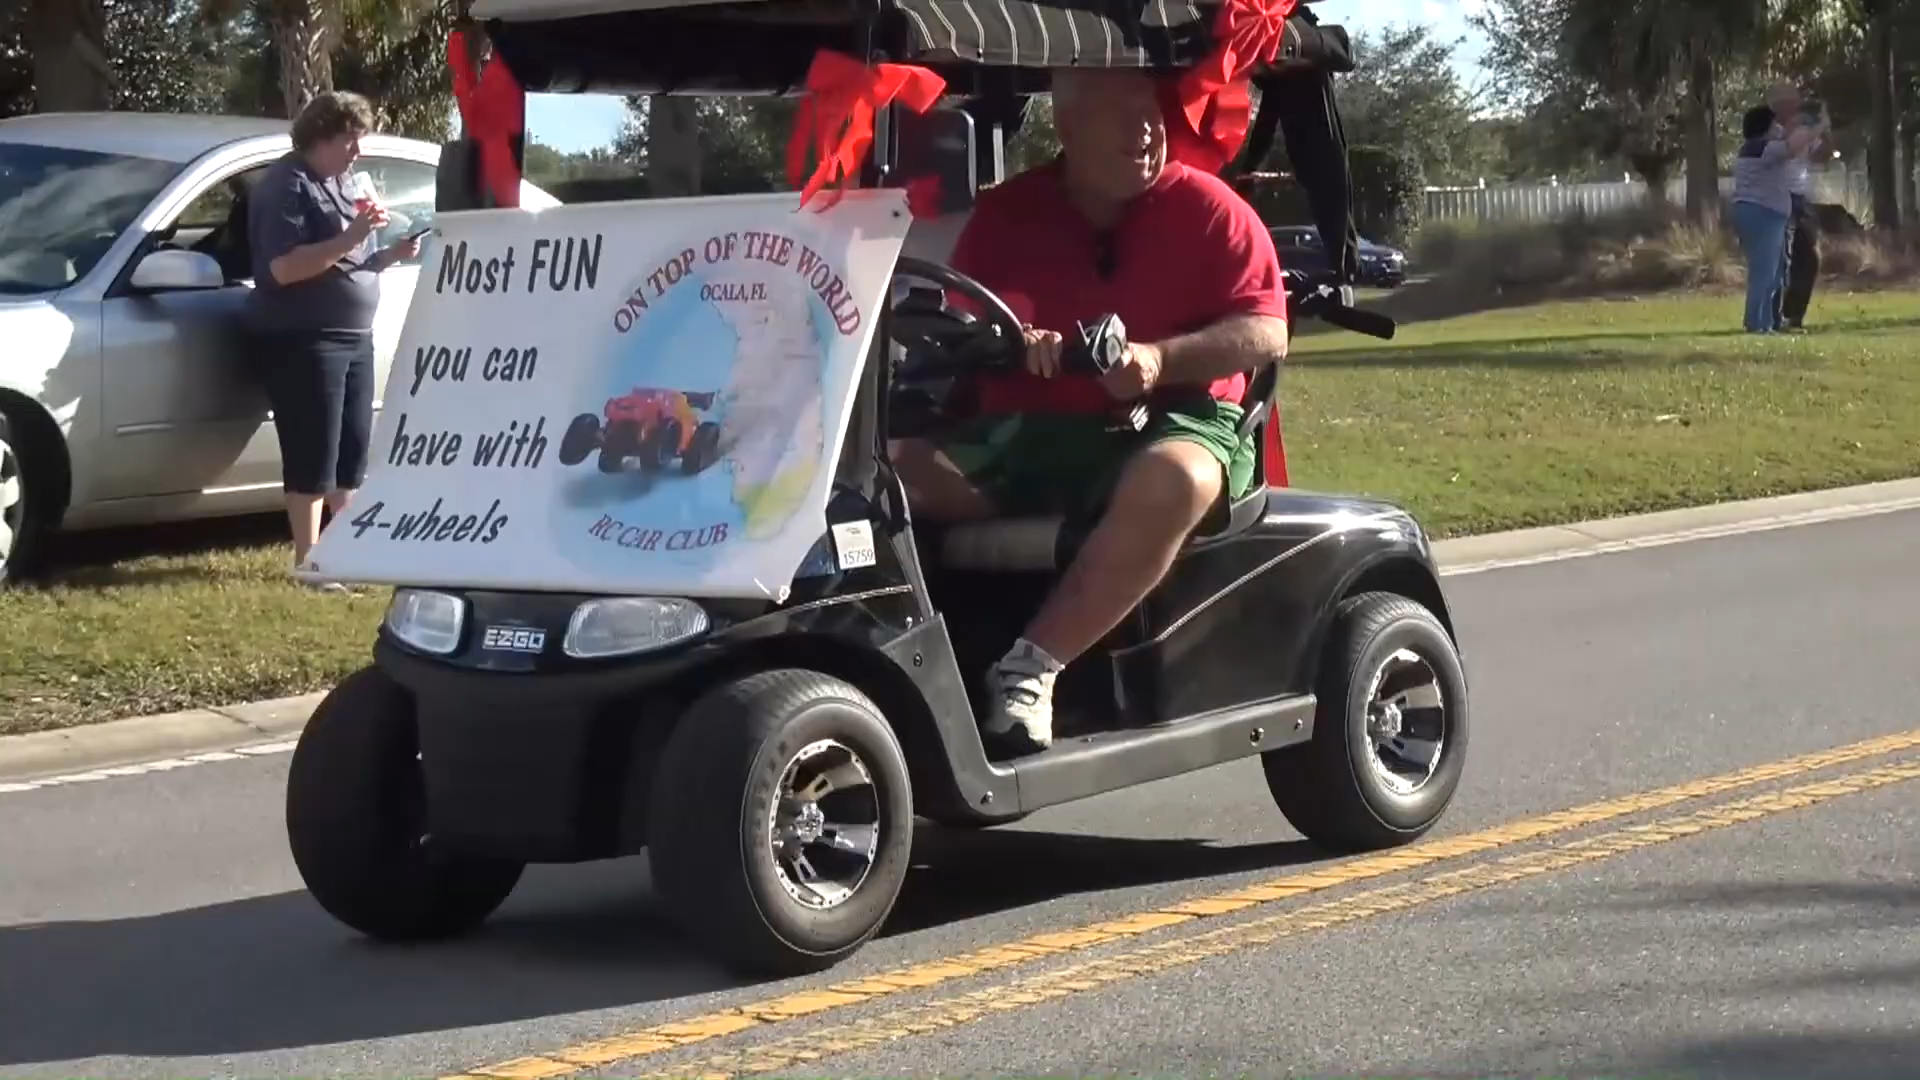 Most FUN
you can
have with
4-wheels
ON TOP OF THE WORLD
OCALA, FL
RC CAR CLUB
15759
E-Z-GO